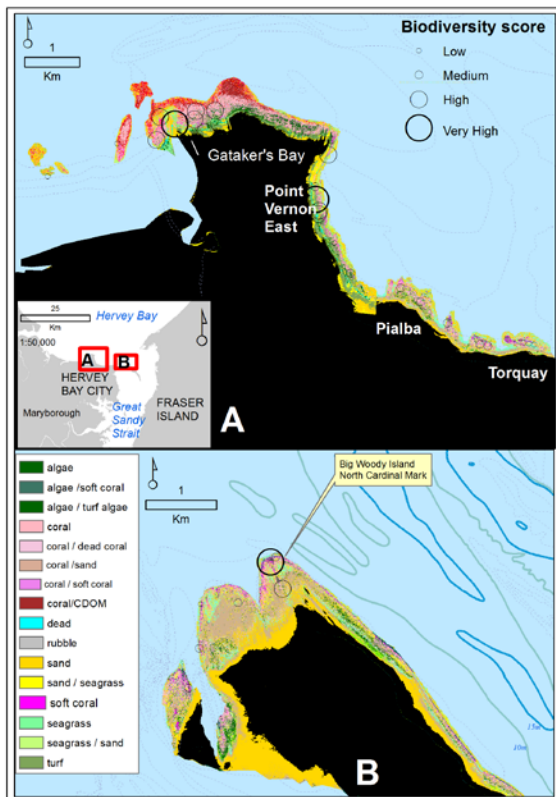 1
Km
Biodiversity score
Low
Medium
High
Very High
Gataker's Bay
Point
Vernon
East
Pialba
Torquay
25
Km
1:50,000
Hervey Bay
A
B
HERVEY
BAY CITY
Maryborough
FRASER
ISLAND
Great
Sandy
Strait
A
algae
algae /soft coral
algae / turf algae
coral
coral / dead coral
coral /sand
coral / soft coral
coral/CDOM
dead
rubble
sand
sand / seagrass
soft coral
seagrass
seagrass / sand
turf
1
Km
Big Woody Island
North Cardinal Mark
15m
10m
B